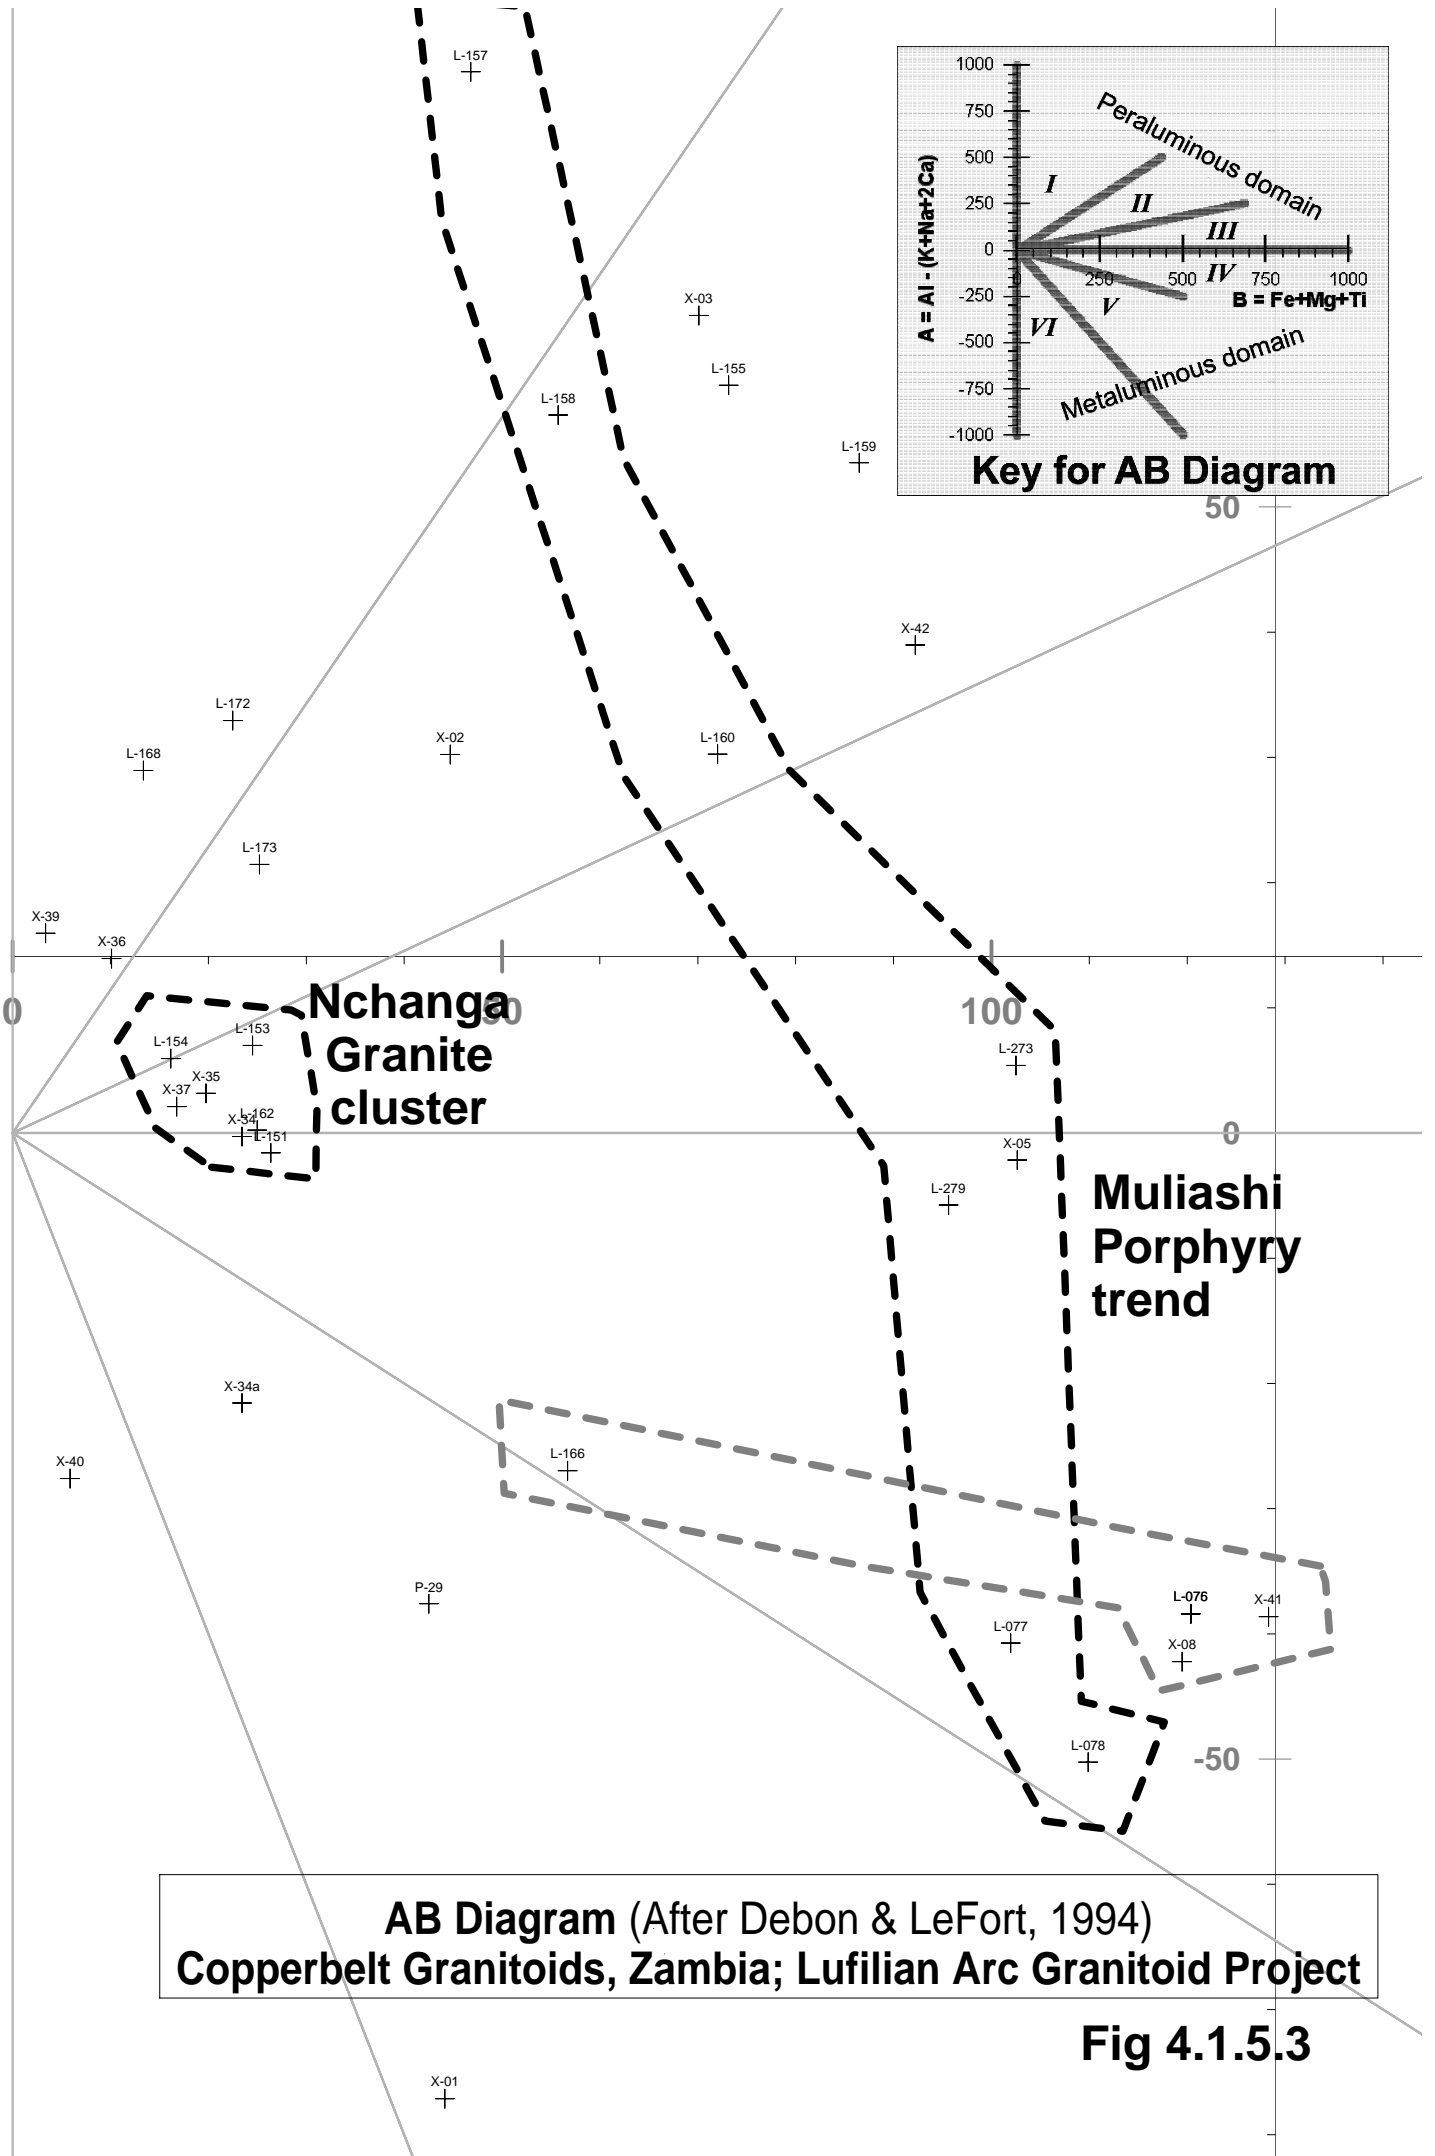 L-157
1000
750
500
250
0
-250
-500
-750
-1000
A = Al - (K+Na+2Ca)
Peraluminous domain
I
II
III
IV
V
VI
0
250
500
750
1000
B = Fe+Mg+Ti
Metaluminous domain
Key for AB Diagram
X-03
L-155
L-158
L-159
50
X-42
L-172
X-02
L-160
L-168
L-173
X-39
X-36
0
50
100
Nchanga
Granite
cluster
L-153
L-154
L-273
X-35
X-37
L-162
X-34
L-151
0
X-05
L-279
Muliashi
Porphyry
trend
X-34a
L-166
X-40
P-29
L-076
X-41
L-077
X-08
L-078
-50
AB Diagram (After Debon & LeFort, 1994)
Copperbelt Granitoids, Zambia; Lufilian Arc Granitoid Project
Fig 4.1.5.3
X-01